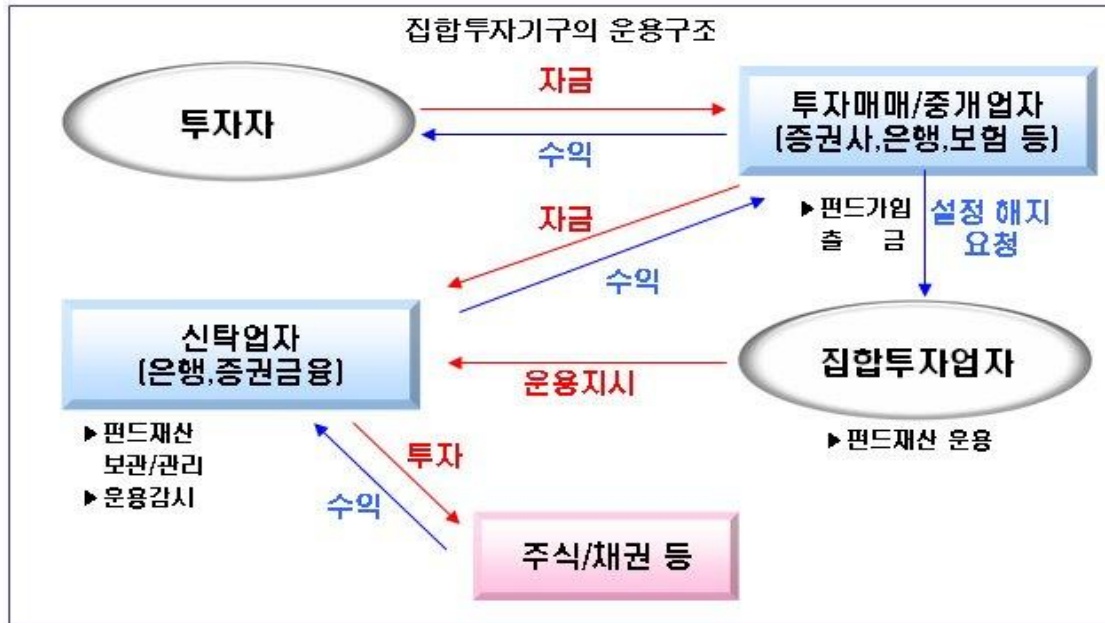 집합투자기구의 운용구조
투자자
자금
수익
투자매매/중개업자
(증권사,은행,보험 등)
자금
수익
▶펀드가입
출 금
설정 해지
요청
신탁업자
(은행,증권금융)
운용지시
집합투자업자
▶펀드재산
보관/관리
▶운용감시
투자
수익
▶펀드재산 운용
주식/채권 등